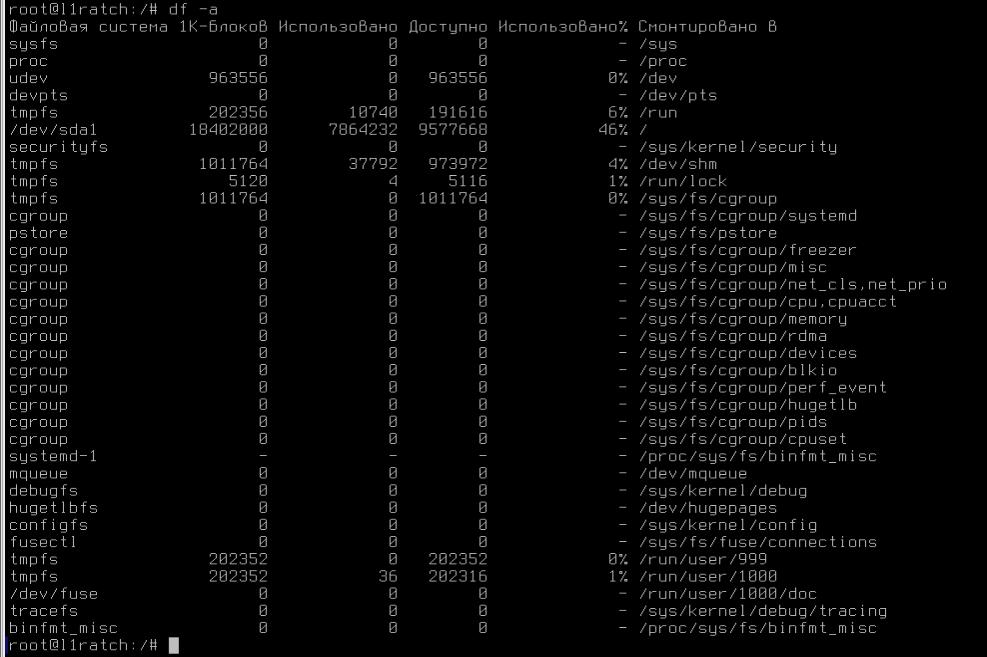 root@l1ratch:/# df -a
Файловая система 1K-блоков Использовано Доступно Использовано% Cмонтировано в
sysfs 0 0 0 - /sys
proc 0 0 0 - /proc
udev 963556 0 963556 0% /dev
devpts 0 0 0 - /dev/pts
tmpfs 202356 10740 191616 6% /run
/dev/sda1 18402000 7864232 9577668 46% /
securityfs 0 0 0 - /sys/kernel/security
tmpfs 1011764 37792 973972 4% /dev/shm
tmpfs 5120 4 5116 1% /run/lock
tmpfs 1011764 0 1011764 0% /sys/fs/cgroup
cgroup 0 0 0 - /sys/fs/cgroup/systemd
pstore 0 0 0 - /sys/fs/pstore
cgroup 0 0 0 - /sys/fs/cgroup/freezer
cgroup 0 0 0 - /sys/fs/cgroup/misc
cgroup 0 0 0 - /sys/fs/cgroup/net_cls,net_prio
cgroup 0 0 0 - /sys/fs/cgroup/cpu,cpuacct
cgroup 0 0 0 - /sys/fs/cgroup/memory
cgroup 0 0 0 - /sys/fs/cgroup/rdma
cgroup 0 0 0 - /sys/fs/cgroup/devices
cgroup 0 0 0 - /sys/fs/cgroup/blkio
cgroup 0 0 0 - /sys/fs/cgroup/perf_event
cgroup 0 0 0 - /sys/fs/cgroup/hugetlb
cgroup 0 0 0 - /sys/fs/cgroup/pids
cgroup 0 0 0 - /sys/fs/cgroup/cpuset
systemd-1 - - - - /proc/sys/fs/binfmt_misc
mqueue 0 0 0 - /dev/mqueue
debugfs 0 0 0 - /sys/kernel/debug
hugetlbfs 0 0 0 - /dev/hugepages
configfs 0 0 0 - /sys/kernel/config
fusectl 0 0 0 - /sys/fs/fuse/connections
tmpfs 202352 0 202352 0% /run/user/999
tmpfs 202352 36 202316 1% /run/user/1000
/dev/fuse 0 0 0 - /run/user/1000/doc
tracefs 0 0 0 - /sys/kernel/debug/tracing
binfmt_misc 0 0 0 - /proc/sys/fs/binfmt_misc
root@l1ratch:/#